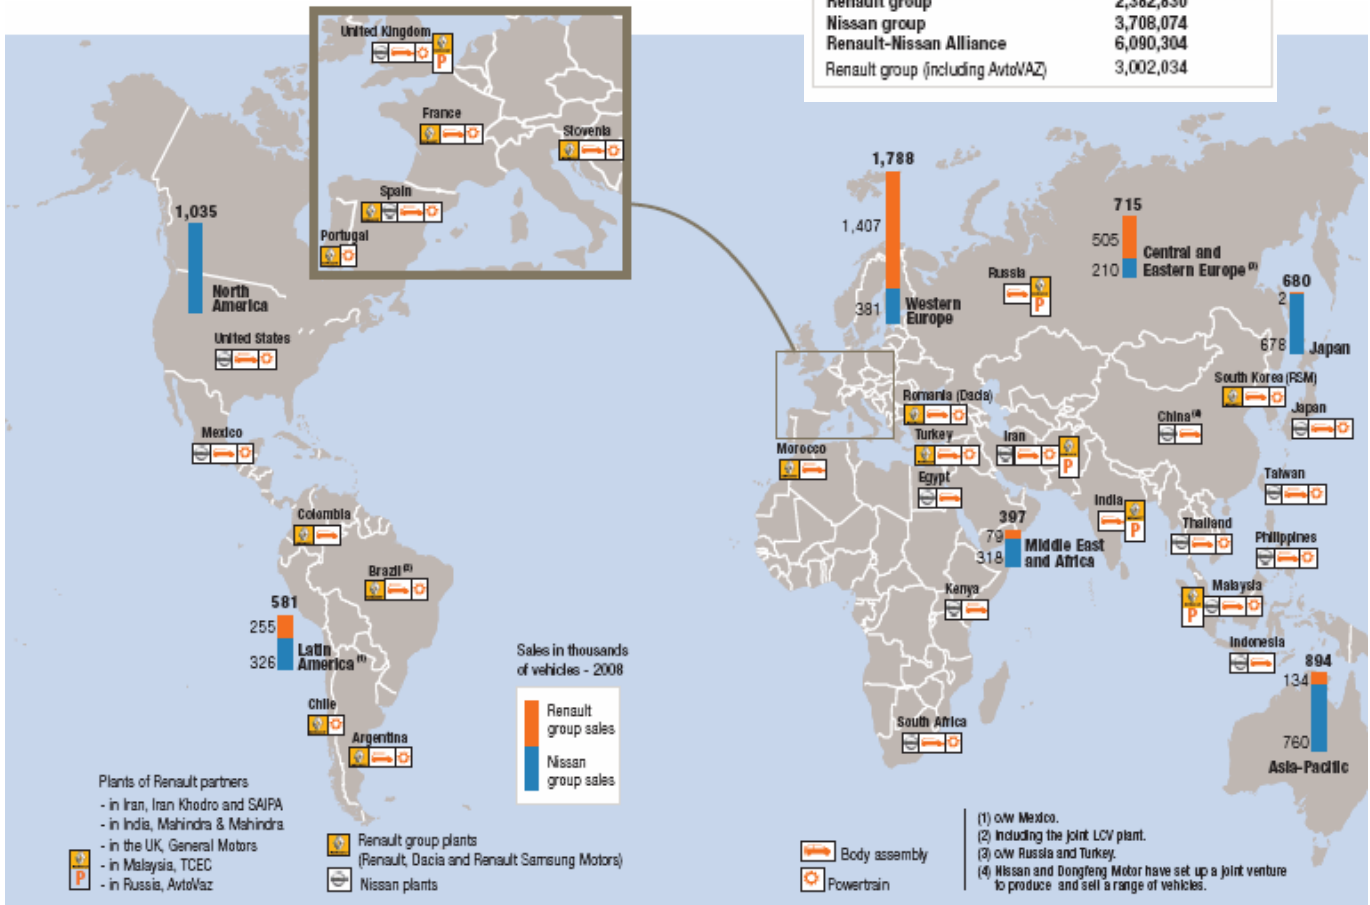 Renault group 2,382,830
Nissan group 3,708,074
Renault-Nissan Alliance 6,090,304
Renault group (including AvtoVAZ) 3,002,034
United Kingdom
P
France
Slovenia
Spain
Portugal
1,035
North
America
United States
Mexico
Colombia
Brazil (2)
581
255
326
Latin
America (1)
Chile
Argentina
1,788
1,407
381
Western
Europe
715
505
210
Central and
Eastern Europe (3)
Russia
P
680
2
678
Japan
South Korea (RSM)
Japan
China (4)
Romania (Dacia)
Turkey
Iran
P
Morocco
Egypt
India
P
Taiwan
Thailand
Philippines
397
79
318
Middle East
and Africa
Kenya
Malaysia
P
Indonesia
894
134
760
Asia-Pacific
South Africa
Sales in thousands
of vehicles - 2008
Renault
group sales
Nissan
group sales
Plants of Renault partners
- in Iran, Iran Khodro and SAIPA
- in India, Mahindra & Mahindra
- in the UK, General Motors
- in Malaysia, TCEC
- in Russia, AvtoVaz
P
Renault group plants
(Renault, Dacia and Renault Samsung Motors)
Nissan plants
Body assembly
Powertrain
(1) o/w Mexico.
(2) Including the joint LCV plant.
(3) o/w Russia and Turkey.
(4) Nissan and Dongfeng Motor have set up a joint venture
to produce and sell a range of vehicles.